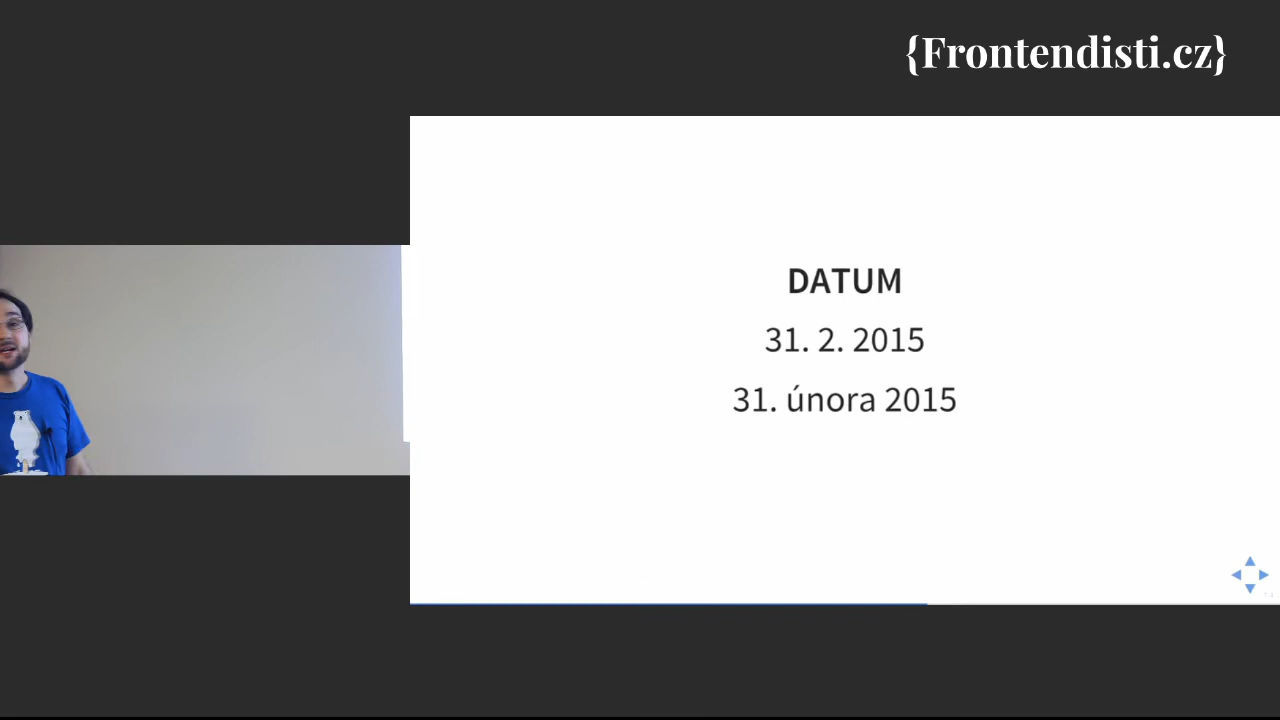 {Frontendisti.cz}
DATUM
31. 2. 2015
31. února 2015